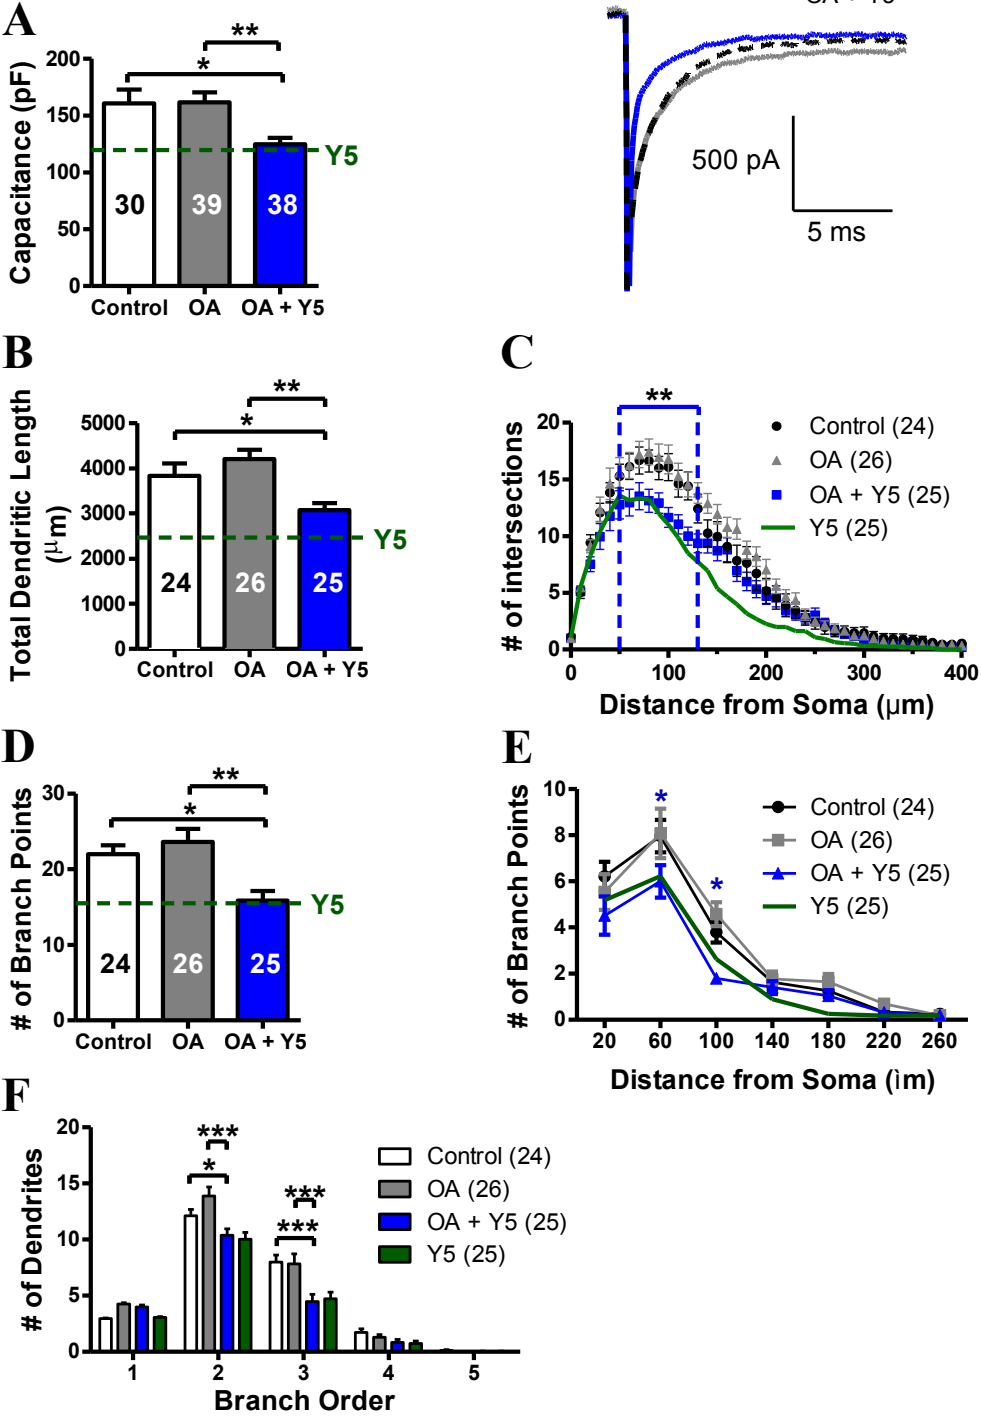 A
Capacitance (pF)
200
150
100
50
0
**
*
Y5
30
39
38
Control
OA
OA + Y5
500 pA
5 ms
B
Total Dendritic Length
(µm)
5000
4000
3000
2000
1000
0
**
*
Y5
24
26
25
Control
OA
OA + Y5
C
# of intersections
20
15
10
5
0
**
Control (24)
OA (26)
OA + Y5 (25)
Y5 (25)
0
100
200
300
400
Distance from Soma (µm)
D
# of Branch Points
30
20
10
0
**
*
Y5
24
26
25
Control
OA
OA + Y5
E
# of Branch Points
10
8
6
4
2
0
*
*
Control (24)
OA (26)
OA + Y5 (25)
Y5 (25)
20
60
100
140
180
220
260
Distance from Soma (ìm)
F
# of Dendrites
20
15
10
5
0
***
*
***
***
Control (24)
OA (26)
OA + Y5 (25)
Y5 (25)
1
2
3
4
5
Branch Order